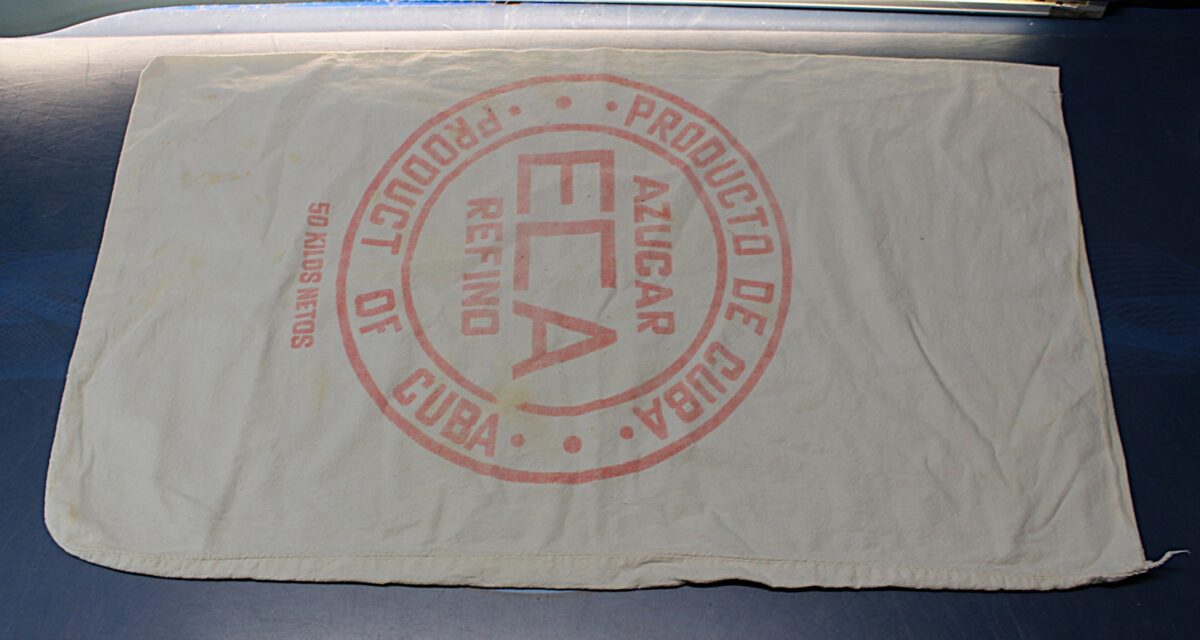 PRODUCTO DE CUBA
AZUCAR
ECA
REFINO
PRODUCT OF CUBA
50 KILOS NETOS